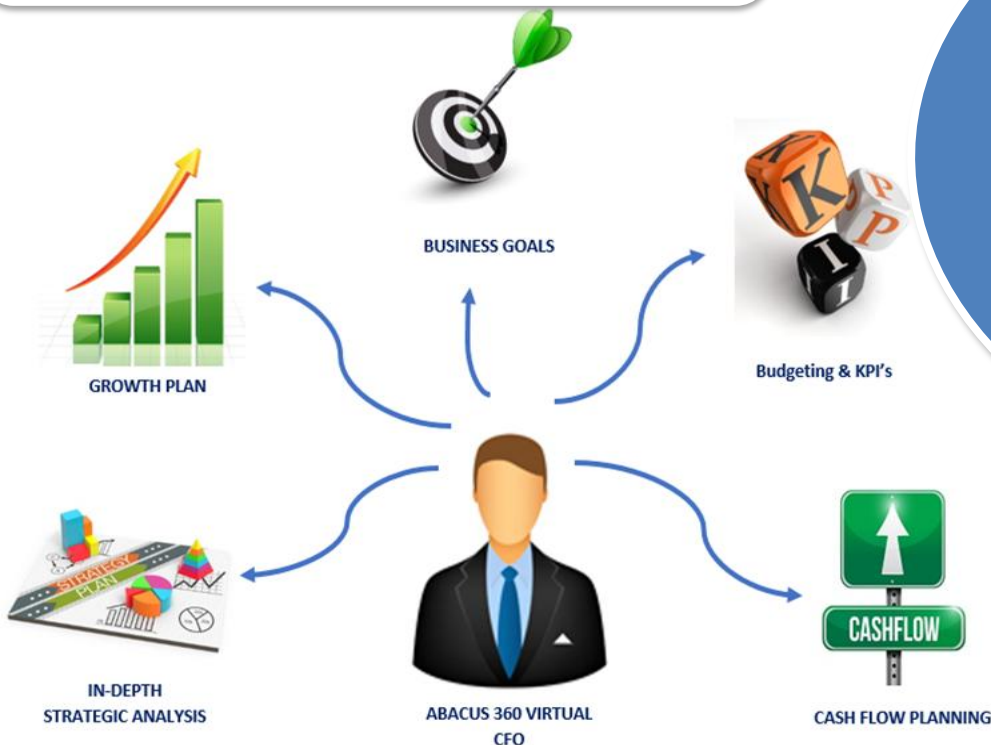 BUSINESS GOALS
K K P P I I
GROWTH PLAN
Budgeting & KPI's
STRATEGY
PLAN
CASHFLOW
IN-DEPTH
STRATEGIC ANALYSIS
ABACUS 360 VIRTUAL
CFO
CASH FLOW PLANNING